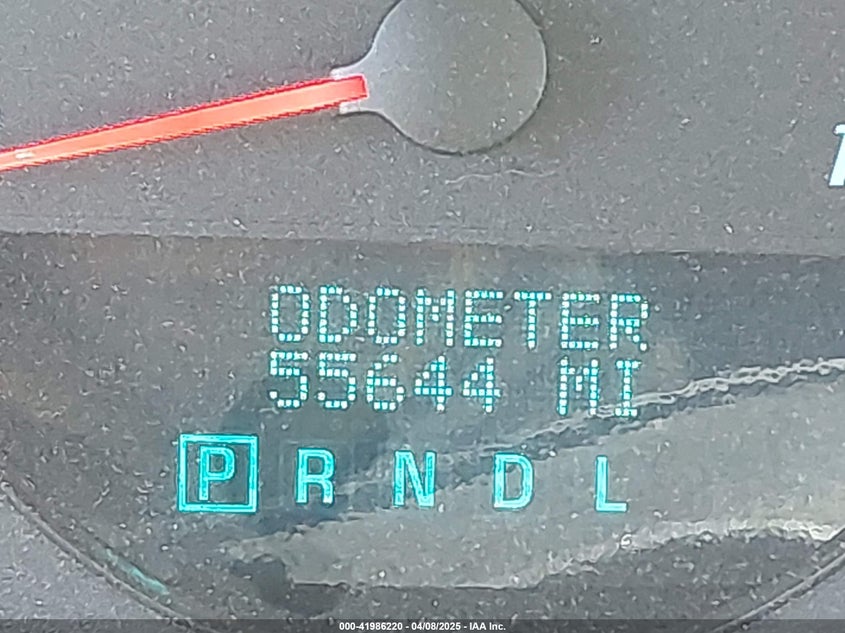 ODOMETER
55644 MI
P R N D L
000-41986220 - 04/08/2025 - IAA Inc.